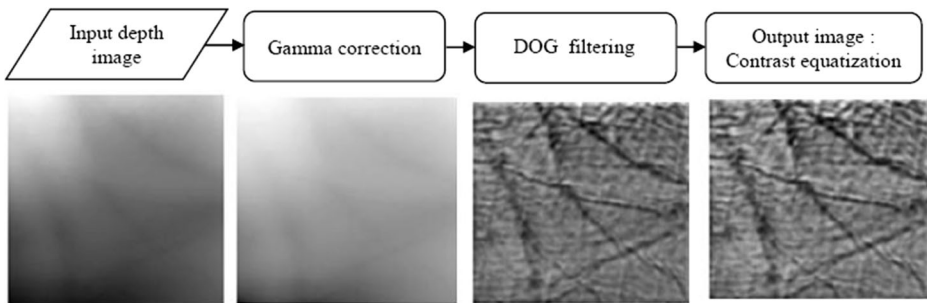 Input depth
image
Gamma correction
DOG filtering
Output image :
Contrast equatization